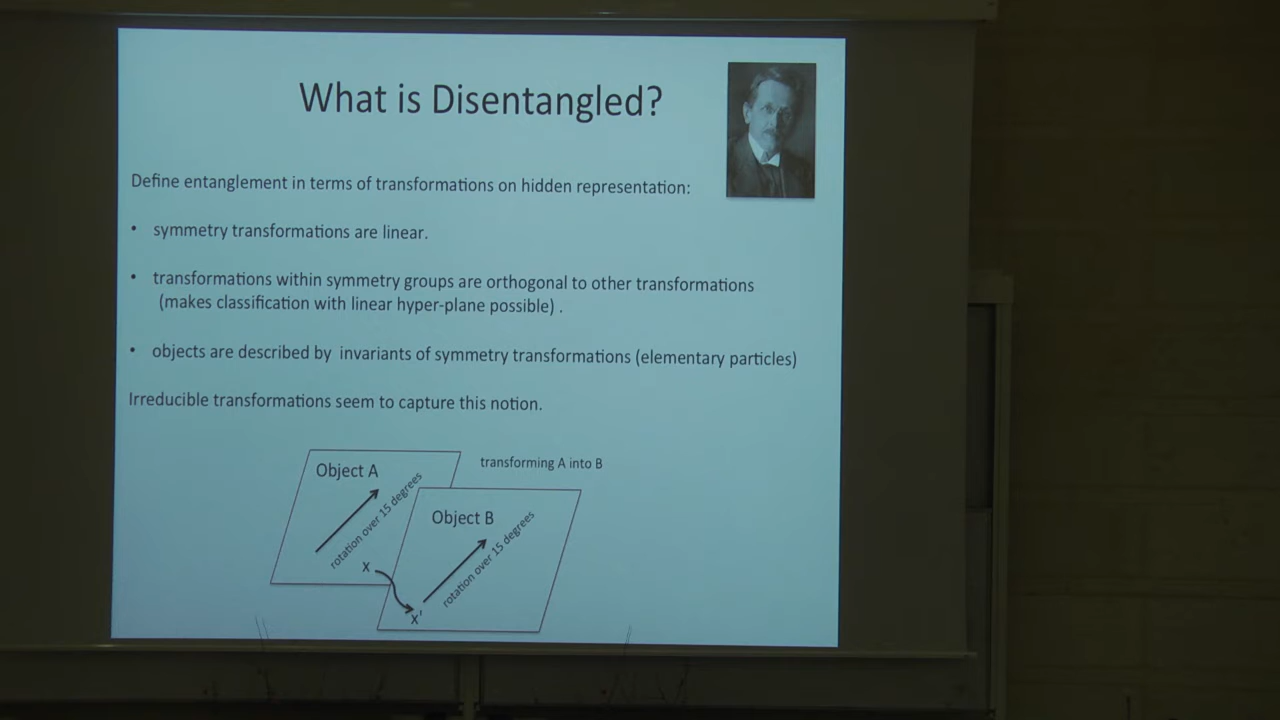 What is Disentangled?
Define entanglement in terms of transformations on hidden representation:
• symmetry transformations are linear.
• transformations within symmetry groups are orthogonal to other transformations
(makes classification with linear hyper-plane possible) .
• objects are described by invariants of symmetry transformations (elementary particles)
Irreducible transformations seem to capture this notion.
Object A
transforming A into B
rotation over 15 degrees
Object B
rotation over 15 degrees
X
X'